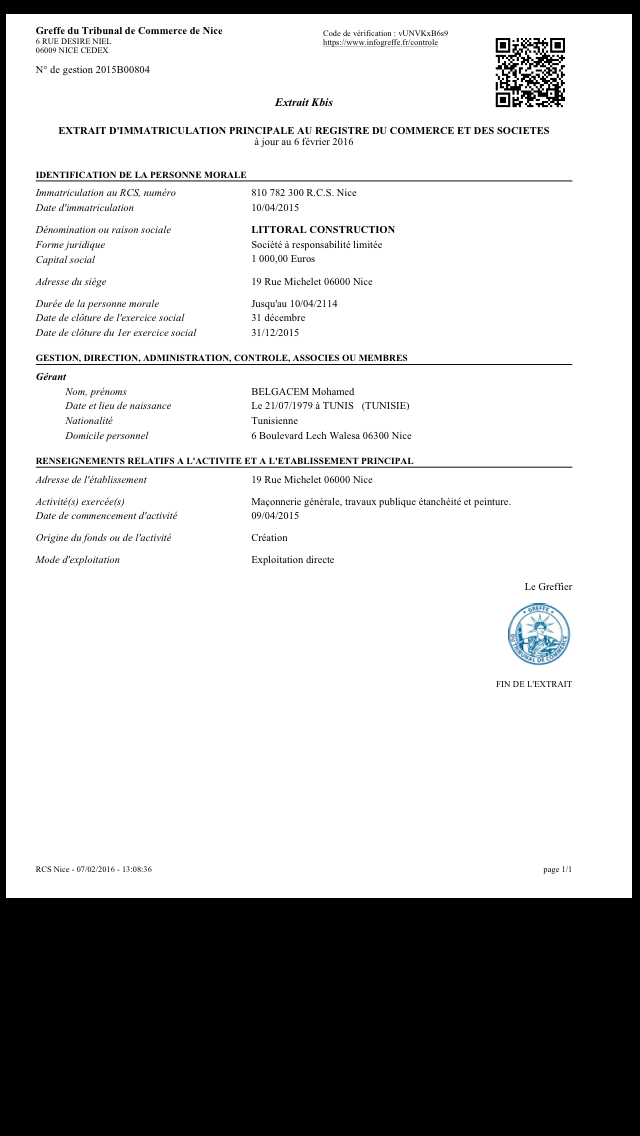 Greffe du Tribunal de Commerce de Nice
6 RUE DESIRE NIEL
06009 NICE CEDEX
Code de vérification : vUNVKxB6s9
https://www.infogreffe.fr/controle
N° de gestion 2015B00804
Extrait Kbis
EXTRAIT D'IMMATRICULATION PRINCIPALE AU REGISTRE DU COMMERCE ET DES SOCIETES
à jour au 6 février 2016
IDENTIFICATION DE LA PERSONNE MORALE
Immatriculation au RCS, numéro 810 782 300 R.C.S. Nice
Date d'immatriculation 10/04/2015
Dénomination ou raison sociale LITTORAL CONSTRUCTION
Forme juridique Société à responsabilité limitée
Capital social 1 000,00 Euros
Adresse du siège 19 Rue Michelet 06000 Nice
Durée de la personne morale Jusqu'au 10/04/2114
Date de clôture de l'exercice social 31 décembre
Date de clôture du 1er exercice social 31/12/2015
GESTION, DIRECTION, ADMINISTRATION, CONTROLE, ASSOCIES OU MEMBRES
Gérant
Nom, prénoms BELGACEM Mohamed
Date et lieu de naissance Le 21/07/1979 à TUNIS (TUNISIE)
Nationalité Tunisienne
Domicile personnel 6 Boulevard Lech Walesa 06300 Nice
RENSEIGNEMENTS RELATIFS A L'ACTIVITE ET A L'ETABLISSEMENT PRINCIPAL
Adresse de l'établissement 19 Rue Michelet 06000 Nice
Activité(s) exercée(s) Maçonnerie générale, travaux publique étanchéité et peinture.
Date de commencement d'activité 09/04/2015
Origine du fonds ou de l'activité Création
Mode d'exploitation Exploitation directe
Le Greffier
GREFFE
DU TRIBUNAL DE COMMERCE
FIN DE L'EXTRAIT
RCS Nice - 07/02/2016 - 13:08:36
page 1/1